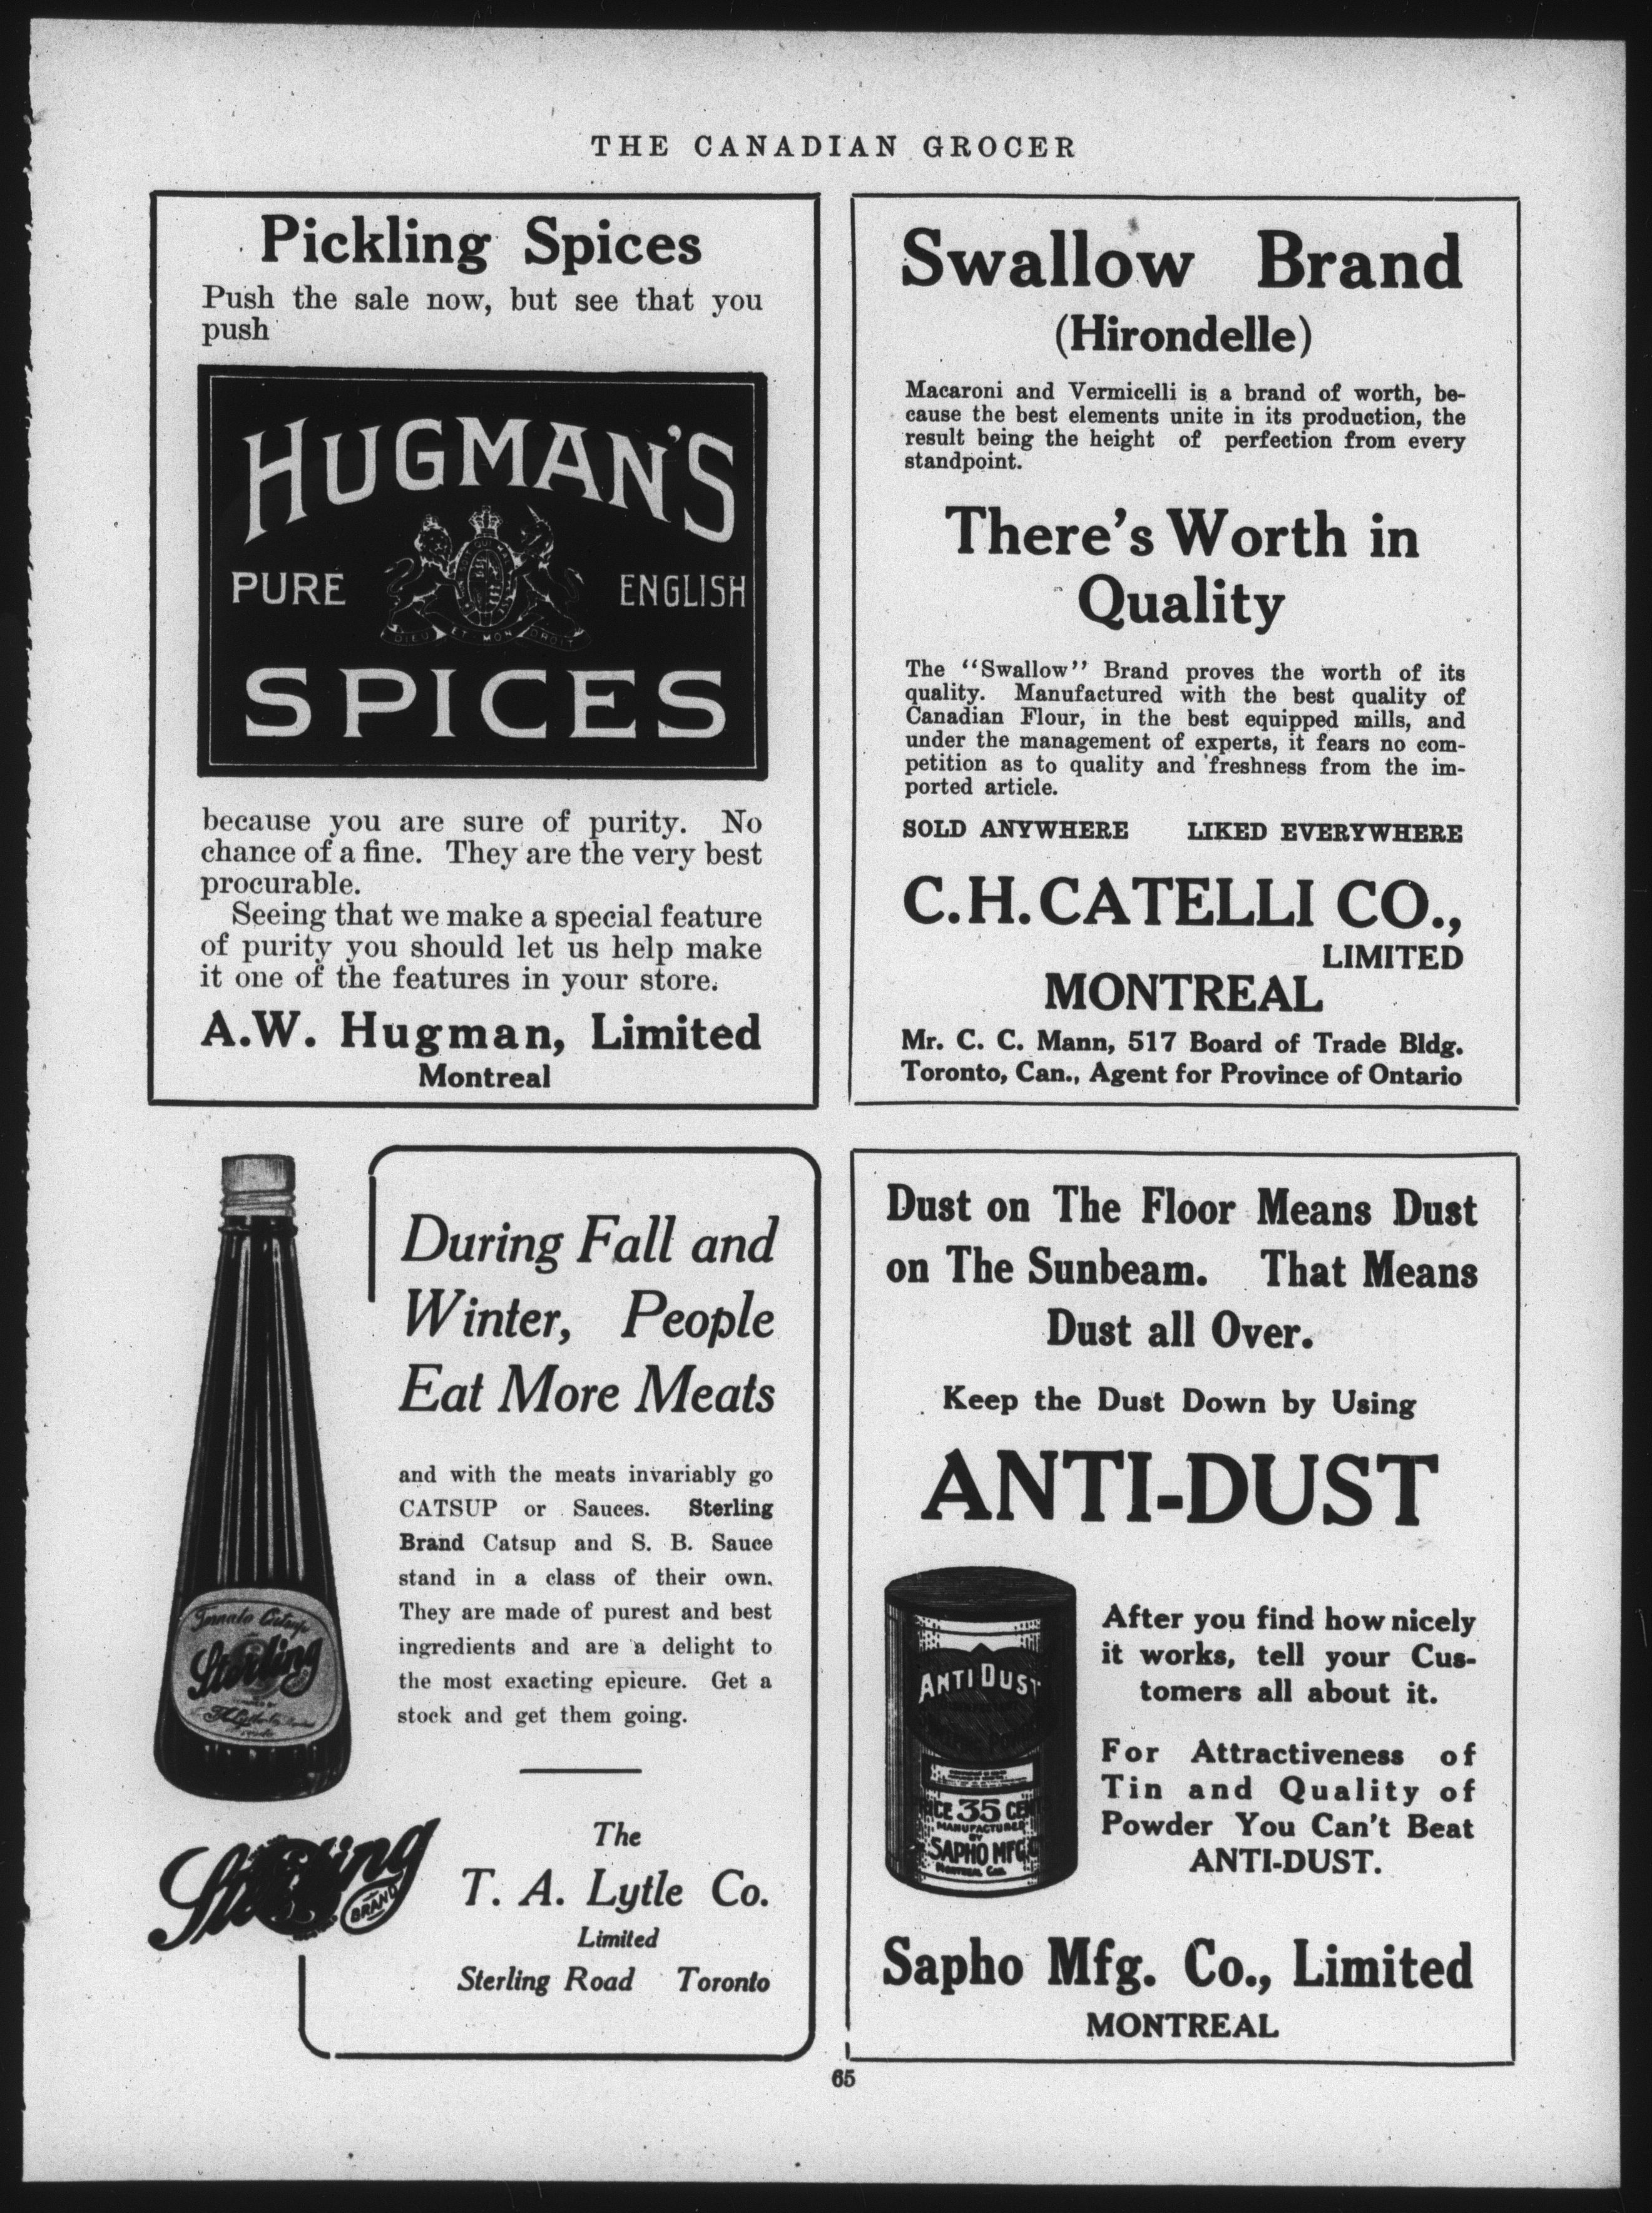 THE CANADIAN GROCER
Pickling Spices
Push the sale now, but see that you
push
HUGMAN'S
PURE
ENGLISH
DIEU ET MON DROIT
SPICES
because you are sure of purity. No
chance of a fine. They are the very best
procurable.
Seeing that we make a special feature
of purity you should let us help make
it one of the features in your store.
A.W. Hugman, Limited
Montreal
Swallow Brand
(Hirondelle)
Macaroni and Vermicelli is a brand of worth, be-
cause the best elements unite in its production, the
result being the height of perfection from every
standpoint.
There's Worth in
Quality
The "Swallow" Brand proves the worth of its
quality. Manufactured with the best quality of
Canadian Flour, in the best equipped mills, and
under the management of experts, it fears no com-
petition as to quality and freshness from the im-
ported article.
SOLD ANYWHERE LIKED EVERYWHERE
C.H. CATELLI CO.,
LIMITED
MONTREAL
Mr. C. C. Mann, 517 Board of Trade Bldg.
Toronto, Can., Agent for Province of Ontario
During Fall and
Winter, People
Eat More Meats
and with the meats invariably go
CATSUP or Sauces. Sterling
Brand Catsup and S. B. Sauce
stand in a class of their own.
They are made of purest and best
ingredients and are a delight to
the most exacting epicure. Get a
stock and get them going.
Tomato Catsup
Sterling
Sterling
BRAND
The
T. A. Lytle Co.
Limited
Sterling Road Toronto
Dust on The Floor Means Dust
on The Sunbeam. That Means
Dust all Over.
Keep the Dust Down by Using
ANTI-DUST
ANTI DUST
35
MANUFACTURED
BY
SAPHO MFG.
After you find how nicely
it works, tell your Cus-
tomers all about it.
For Attractiveness of
Tin and Quality of
Powder You Can't Beat
ANTI-DUST.
Sapho Mfg. Co., Limited
MONTREAL
65